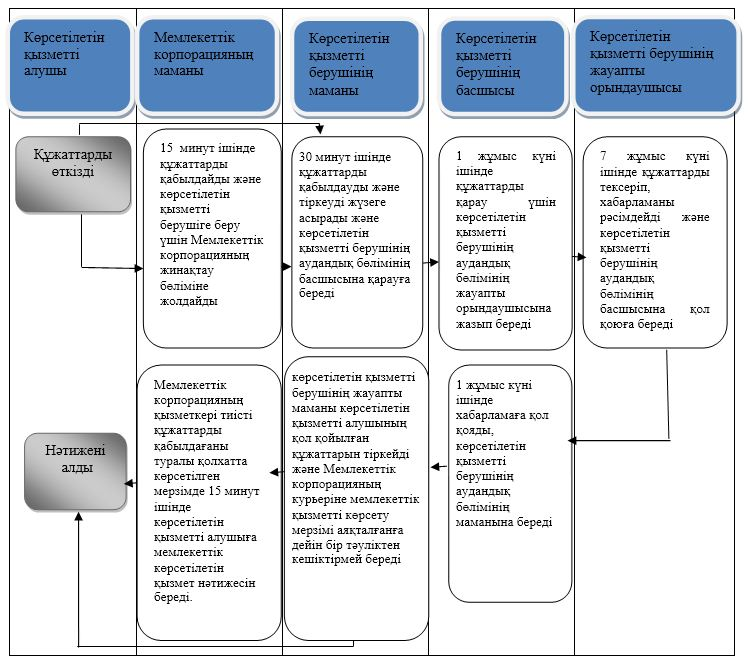 Көрсетілетін
қызметті
алушы
Мемлекеттік
корпорацияның
маманы
Көрсетілетін
қызметті
берушінің
маманы
Көрсетілетін
қызметті
берушінің
басшысы
Көрсетілетін
қызметті берушінің
жауапты
орындаушысы
Құжаттарды
өткізді
15 минут ішінде
құжаттарды
қабылдайды және
көрсетілетін
қызметті
берушіге беру
үшін Мемлекеттік
корпорацияның
жинақтау
бөліміне
жолдайды
30 минут ішінде
құжаттарды
қабылдауды және
тіркеуді жүзеге
асырады және
көрсетілетін
қызметті берушінің
аудандық бөлімінің
басшысына қарауға
береді
1 жұмыс күні
ішінде
құжаттарды
қарау үшін
көрсетілетін
қызметті
берушінің
аудандық
бөлімінің
жауапты
орындаушысына
жазып береді
7 жұмыс күні
ішінде құжаттарды
тексеріп,
хабарламаны
рәсімдейді және
көрсетілетін
қызметті
берушінің
аудандық
бөлімінің
басшысына қол
қоюға береді
Нәтижені
алды
Мемлекеттік
корпорацияның
қызметкері тиісті
құжаттарды
қабылдағаны
туралы қолхатта
көрсетілген
мерзімде 15 минут
ішінде
көрсетілетін
қызметті алушыға
мемлекеттік
көрсетілетін
қызмет нәтижесін
береді.
көрсетілетін қызметті
берушінің жауапты
маманы көрсетілетін
қызметті алушының
қол қойылған
құжаттарын тіркейді
және Мемлекеттік
корпорацияның
курьеріне мемлекеттік
қызметті көрсету
мерзімі аяқталғанға
дейін бір тәуліктен
кешіктірмей береді
1 жұмыс күні
ішінде
хабарламаға қол
қояды,
көрсетілетін
қызметті
берушінің
аудандық
бөлімінің
маманына береді